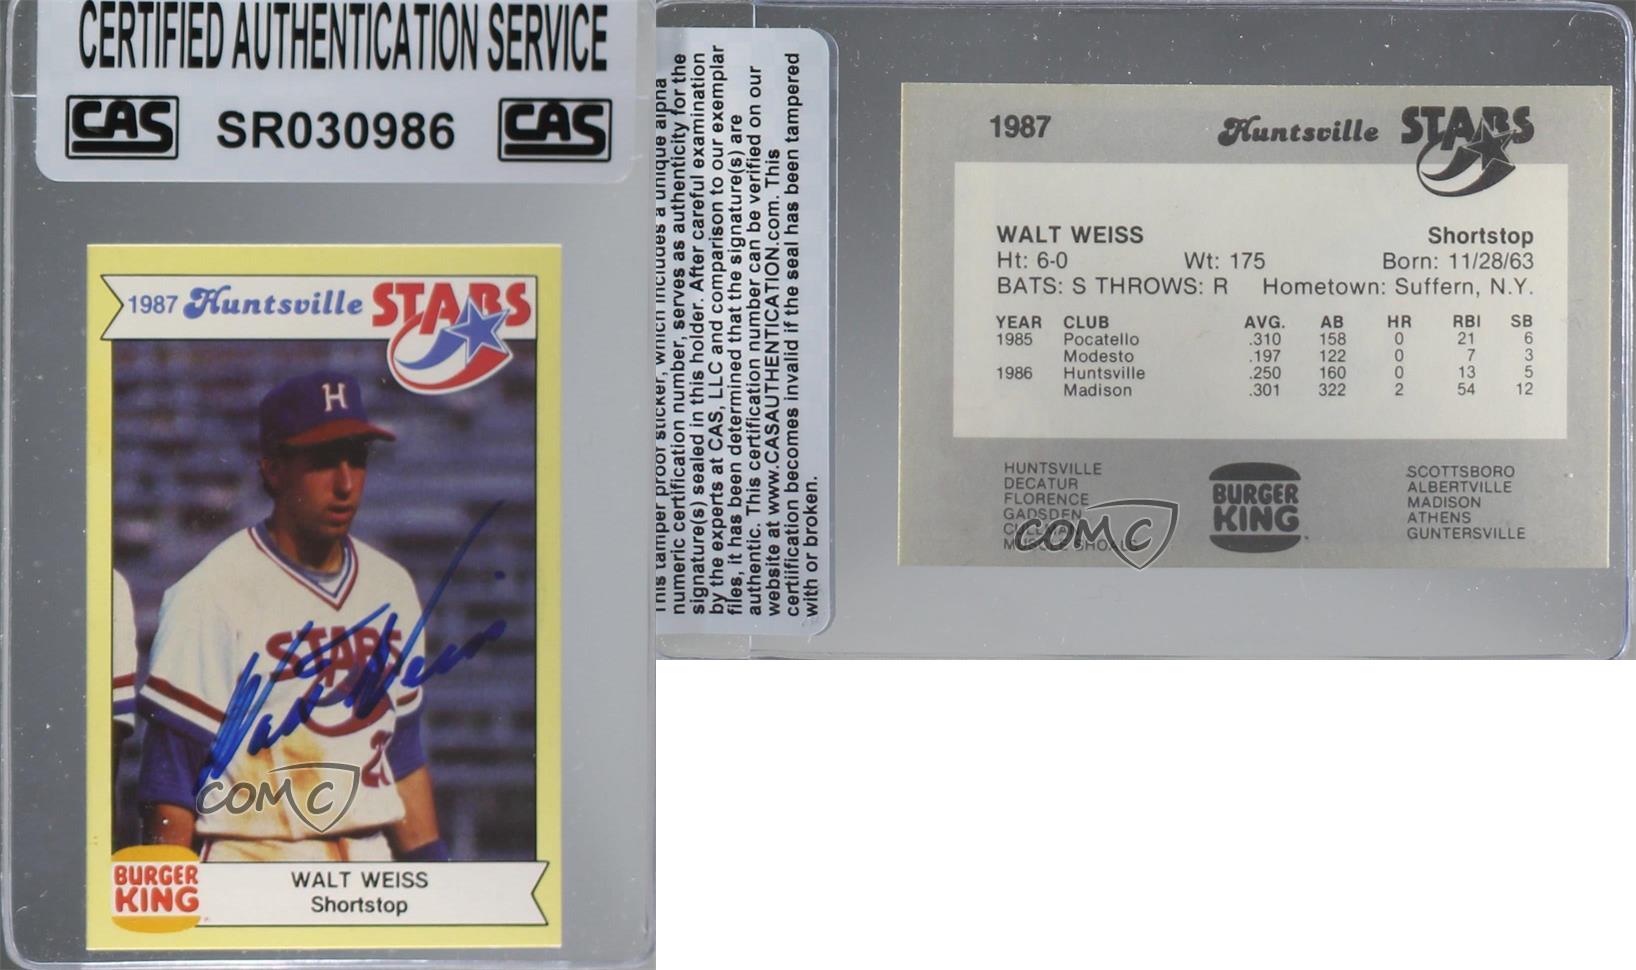 CERTIFIED AUTHENTICATION SERVICE
CAS SR030986 CAS
1987 Huntsville STARS
H
STARS
Walt Weiss
COMC
BURGER
KING
WALT WEISS
Shortstop
This tamper proof sticker, which includes a unique alpha
numeric certification number, serves as authenticity for the
signature(s) sealed in this holder. After careful examination
by the experts at CAS, LLC and comparison to our exemplar
files, it has been determined that the signature(s) are
authentic. This certification number can be verified on our
website at www.CASAUTHENTICATION.com. This
certification becomes invalid if the seal has been tampered
with or broken.
1987 Huntsville STARS
WALT WEISS Shortstop
Ht: 6-0 Wt: 175 Born: 11/28/63
BATS: S THROWS: R Hometown: Suffern, N.Y.
YEAR CLUB AVG. AB HR RBI SB
1985 Pocatello .310 158 0 21 6
Modesto .197 122 0 7 3
1986 Huntsville .250 160 0 13 5
Madison .301 322 2 54 12
HUNTSVILLE
DECATUR
FLORENCE
GADSDEN
CULLMAN
MUSCLE SHOALS
COMC
BURGER
KING
SCOTTSBORO
ALBERTVILLE
MADISON
ATHENS
GUNTERSVILLE